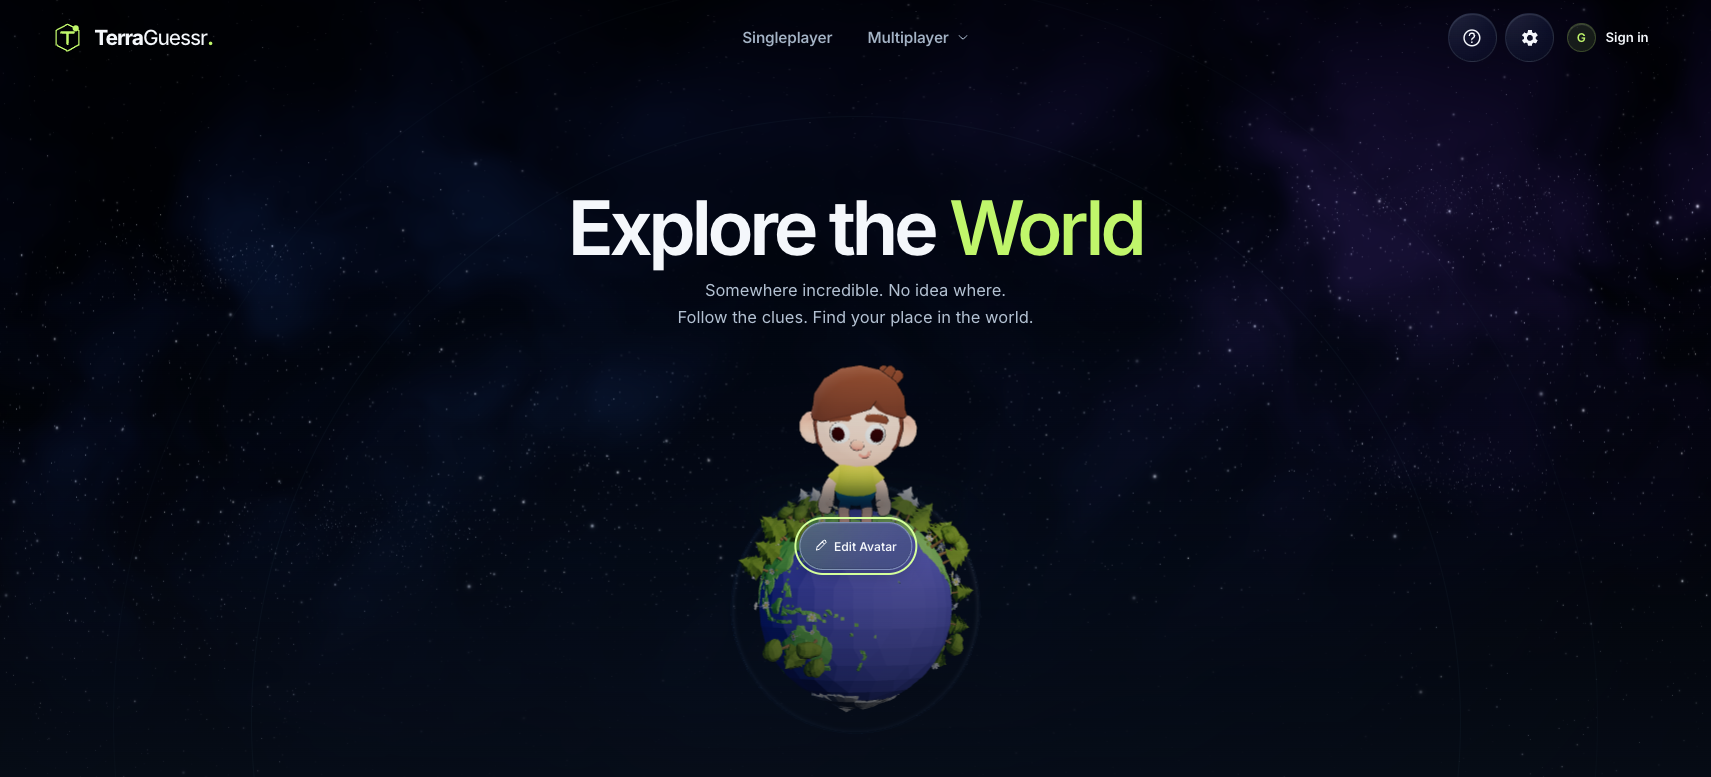 TerraGuessr.
Singleplayer
Multiplayer
G
Sign in
Explore the World
Somewhere incredible. No idea where.
Follow the clues. Find your place in the world.
Edit Avatar